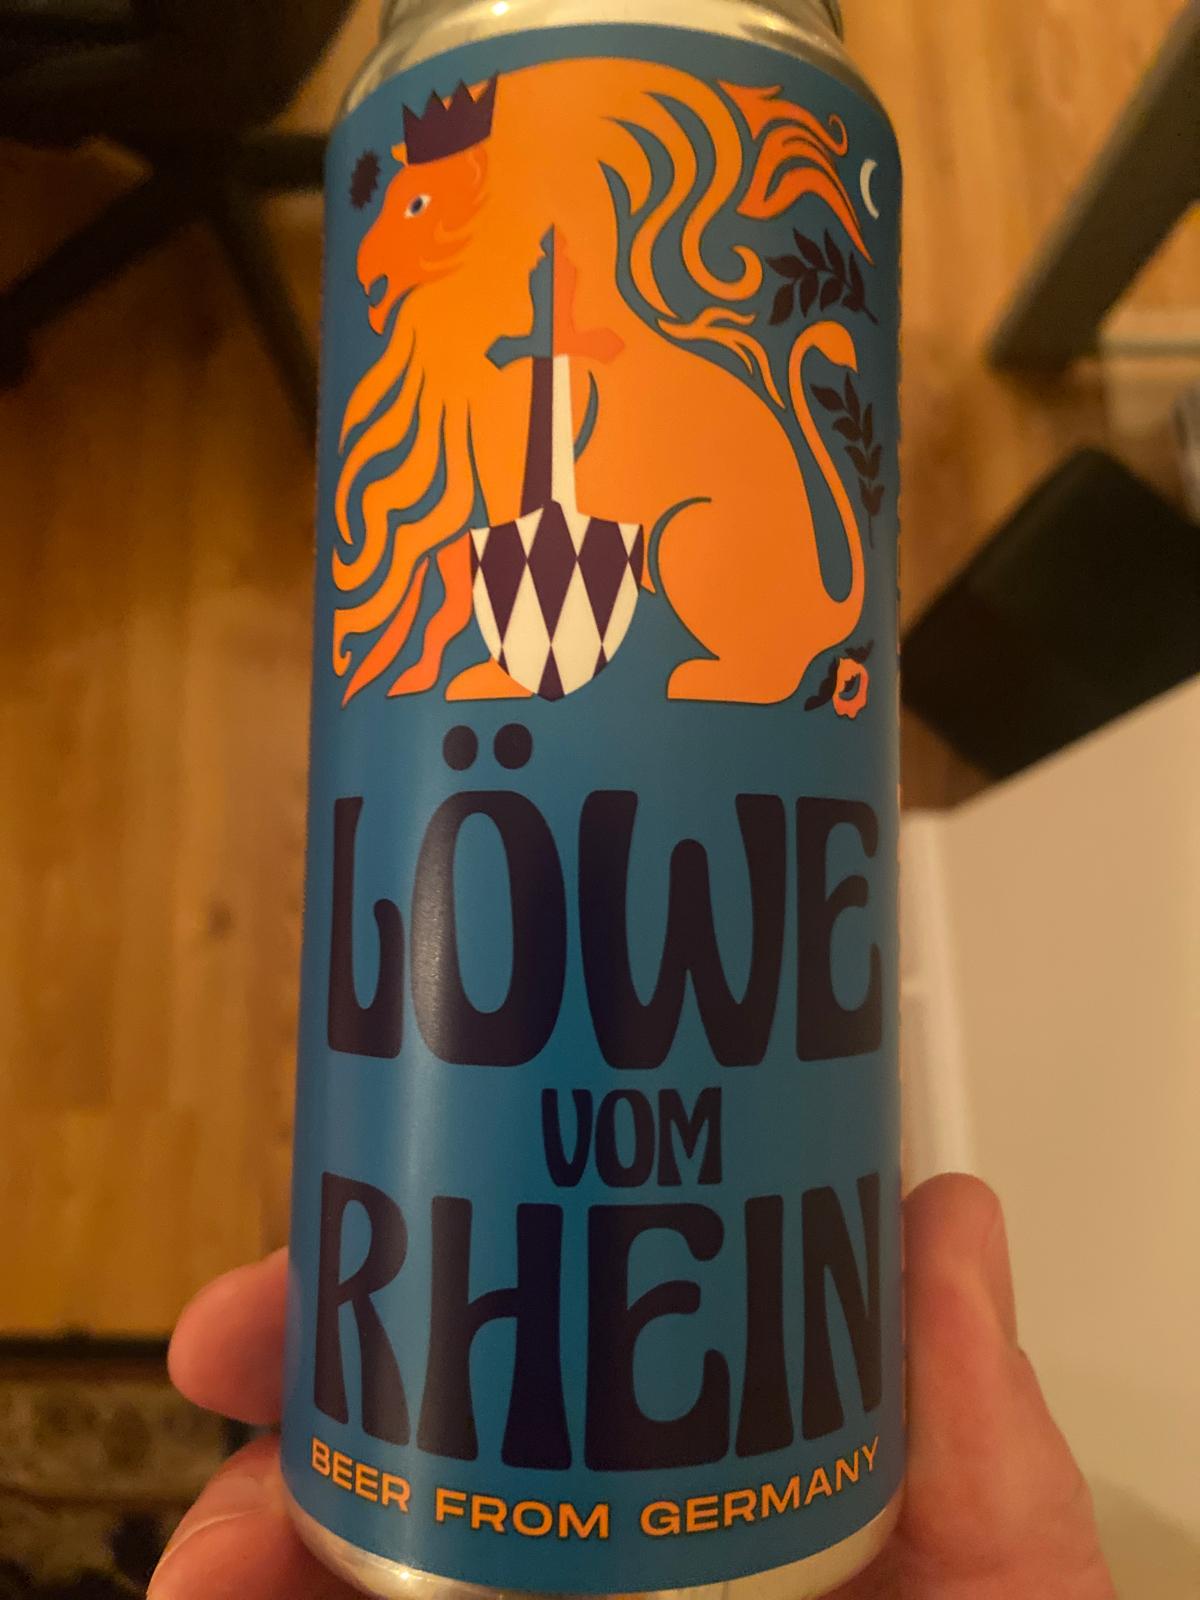 LÖWE
VOM
RHEIN
BEER FROM GERMANY